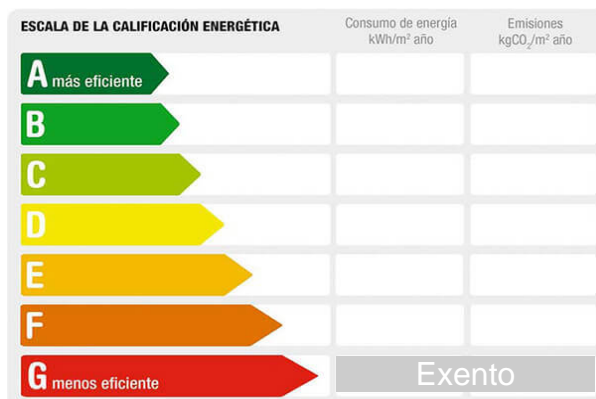 ESCALA DE LA CALIFICACIÓN ENERGÉTICA
Consumo de energía
kWh/m² año
Emisiones
kgCO₂/m² año
A más eficiente
B
C
D
E
F
G menos eficiente
Exento